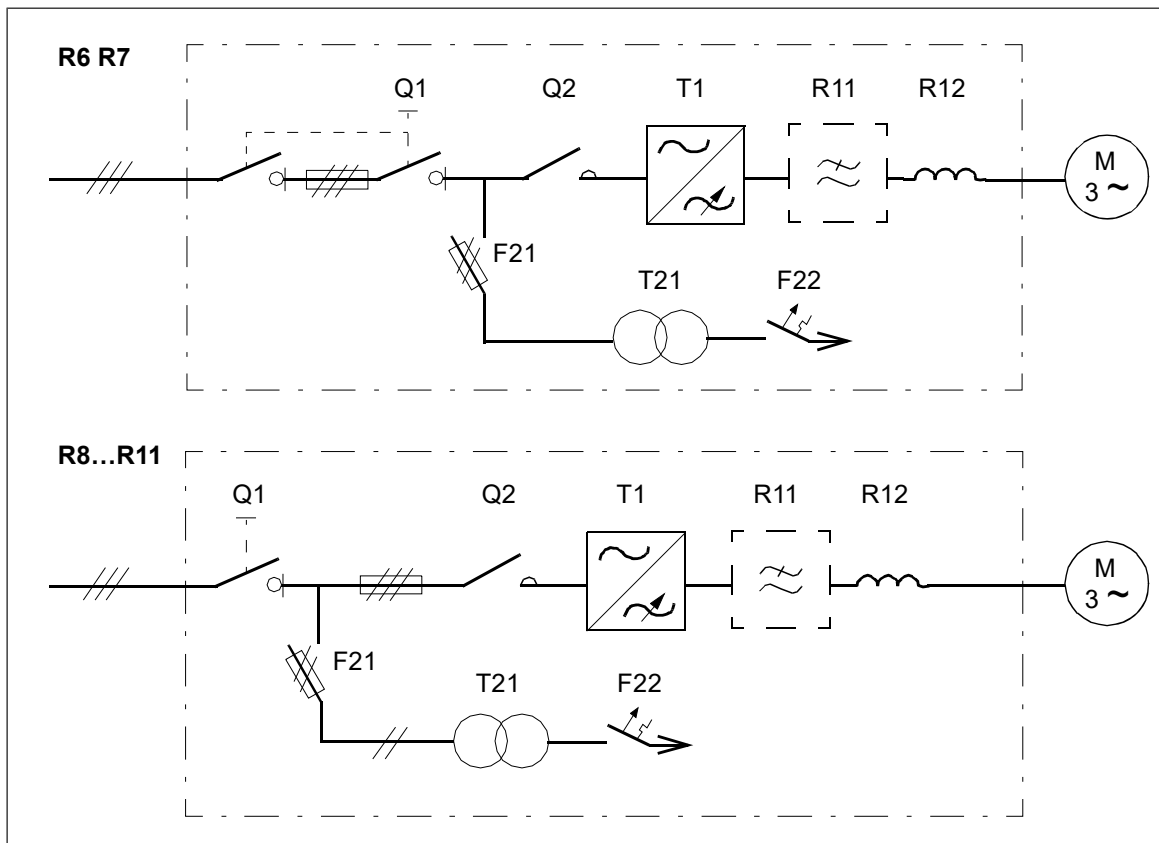 R6 R7
Q1 Q2 T1 R11 R12
M
3 ~
F21
T21 F22
R8...R11
Q1 Q2 T1 R11 R12
M
3 ~
F21
T21 F22